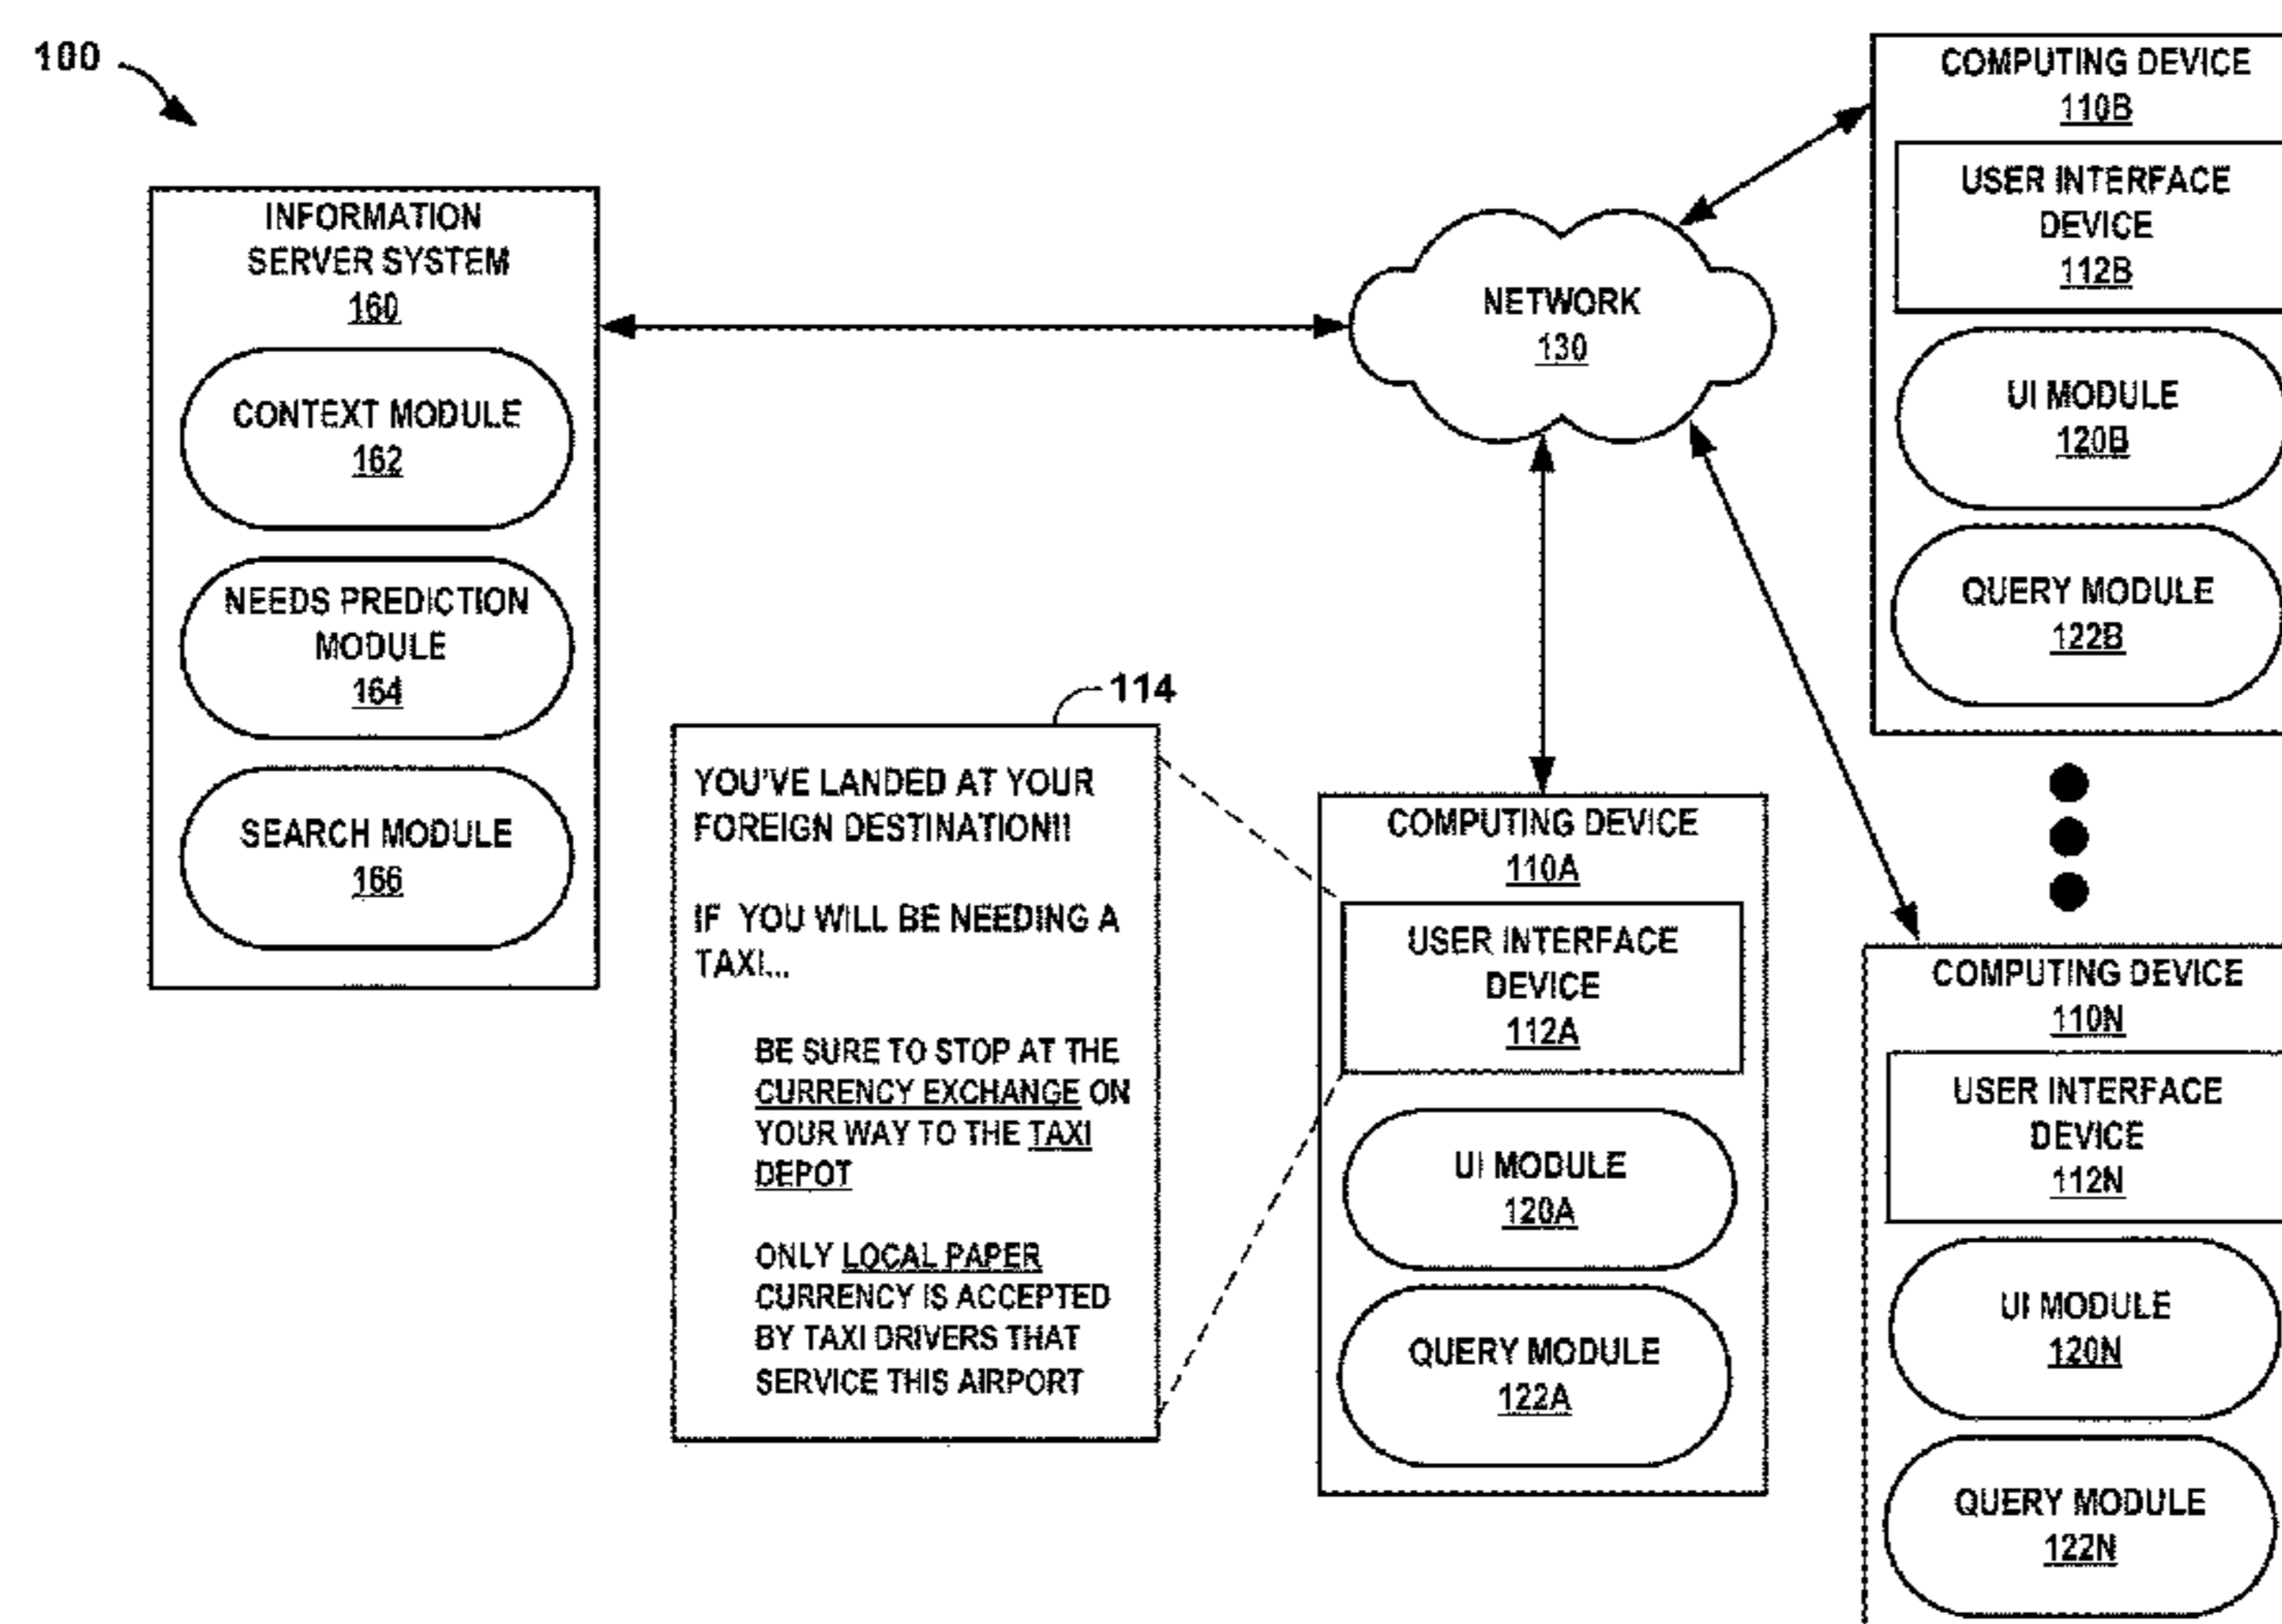 100
INFORMATION
SERVER SYSTEM
160
CONTEXT MODULE
162
NEEDS PREDICTION
MODULE
164
SEARCH MODULE
166
NETWORK
130
114
YOU'VE LANDED AT YOUR
FOREIGN DESTINATION!!
IF YOU WILL BE NEEDING A
TAXI...
BE SURE TO STOP AT THE
CURRENCY EXCHANGE ON
YOUR WAY TO THE TAXI
DEPOT
ONLY LOCAL PAPER
CURRENCY IS ACCEPTED
BY TAXI DRIVERS THAT
SERVICE THIS AIRPORT
COMPUTING DEVICE
110A
USER INTERFACE
DEVICE
112A
UI MODULE
120A
QUERY MODULE
122A
COMPUTING DEVICE
110B
USER INTERFACE
DEVICE
112B
UI MODULE
120B
QUERY MODULE
122B
COMPUTING DEVICE
110N
USER INTERFACE
DEVICE
112N
UI MODULE
120N
QUERY MODULE
122N